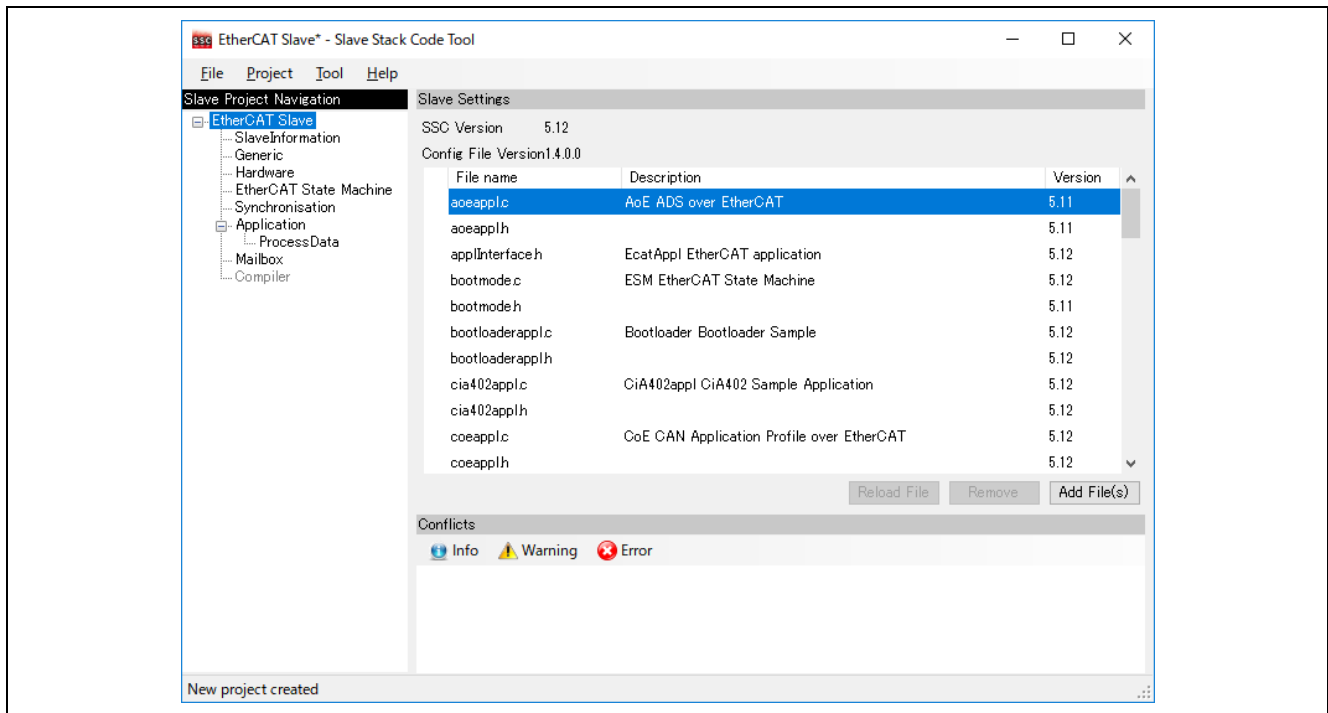 SSC EtherCAT Slave* - Slave Stack Code Tool
File Project Tool Help
Slave Project Navigation
EtherCAT Slave
SlaveInformation
Generic
Hardware
EtherCAT State Machine
Synchronisation
Application
ProcessData
Mailbox
Compiler
Slave Settings
SSC Version 5.12
Config File Version1.4.0.0
File name Description Version
aoeappl.c AoE ADS over EtherCAT 5.11
aoeappl.h 5.11
applInterface.h EcatAppl EtherCAT application 5.12
bootmode.c ESM EtherCAT State Machine 5.12
bootmode.h 5.11
bootloaderappl.c Bootloader Bootloader Sample 5.12
bootloaderappl.h 5.12
cia402appl.c CiA402appl CiA402 Sample Application 5.12
cia402appl.h 5.12
coeappl.c CoE CAN Application Profile over EtherCAT 5.12
coeappl.h 5.12
Reload File Remove Add File(s)
Conflicts
Info Warning Error
New project created